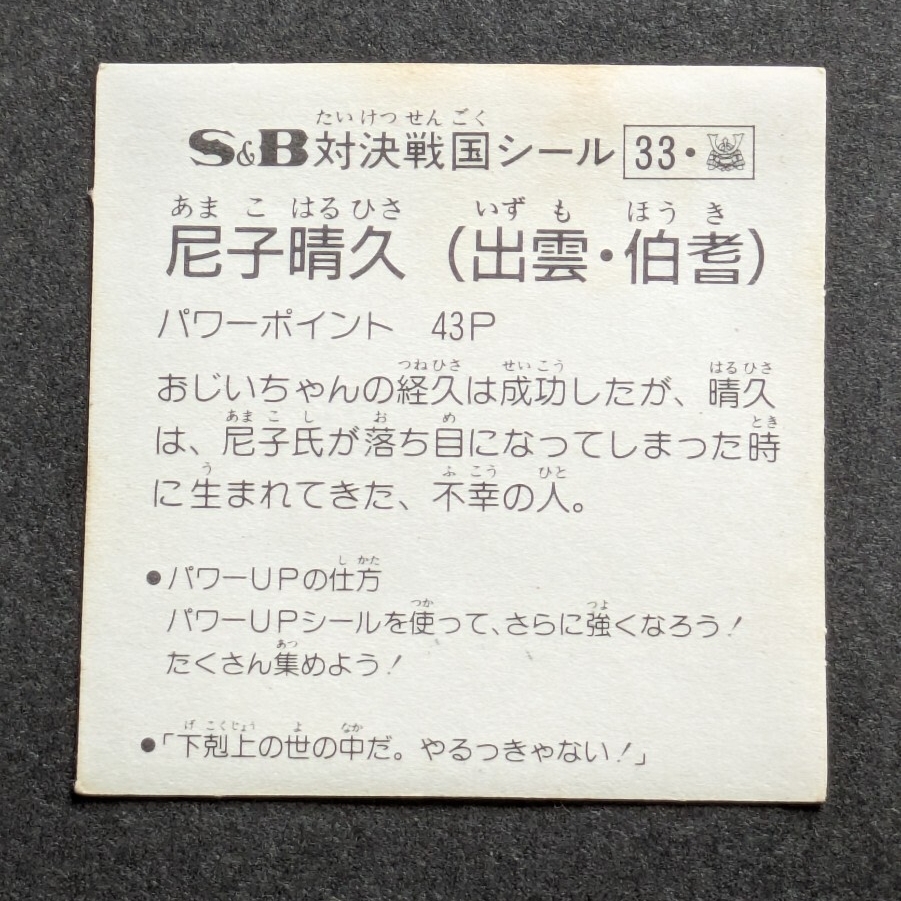 たいけつせんごく
S&B対決戦国シール 33・
あまこはるひさ いずも ほうき
尼子晴久（出雲・伯耆）
パワーポイント 43P
つねひさ せいこう はるひさ
おじいちゃんの経久は成功したが、晴久
あまこし お め とき
は、尼子氏が落ち目になってしまった時
う ふこう ひと
に生まれてきた、不幸の人。
しかた
●パワーUPの仕方
つか つよ
パワーUPシールを使って、さらに強くなろう！
あつ
たくさん集めよう！
げこくじょう よ なか
●「下剋上の世の中だ。やるっきゃない！」